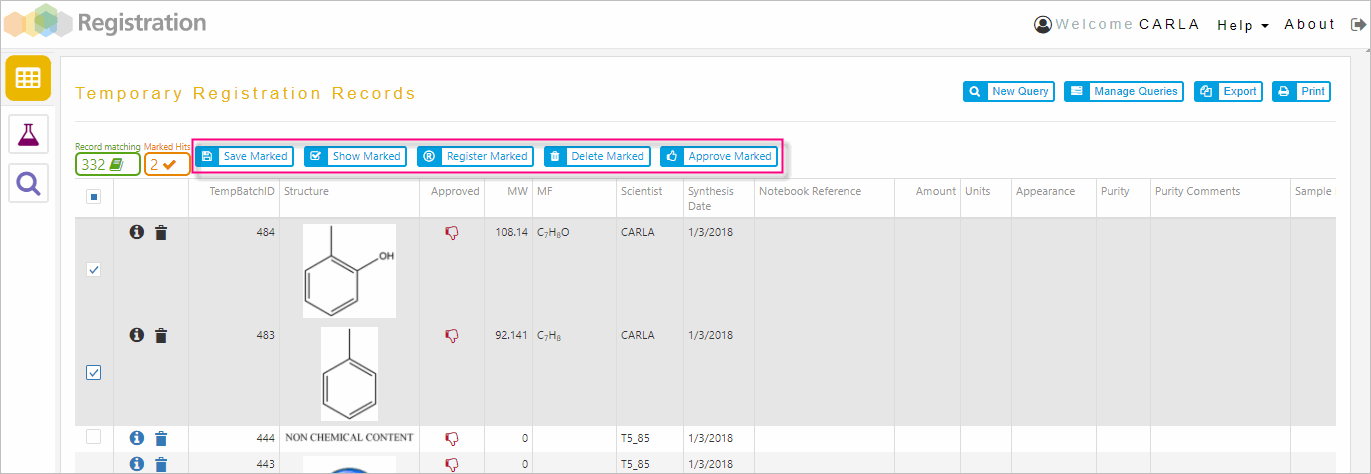 Registration
Welcome CARLA Help About
Temporary Registration Records
New Query Manage Queries Export Print
Record matching Marked Hits
332 2 Save Marked Show Marked ® Register Marked Delete Marked Approve Marked
TempBatchID Structure Approved MW MF Scientist Synthesis Date Notebook Reference Amount Units Appearance Purity Purity Comments Sample
484 108.14 C₇H₈O CARLA 1/3/2018
OH
483 92.141 C₇H₈ CARLA 1/3/2018
444 NON CHEMICAL CONTENT 0 T5_85 1/3/2018
443 0 T5_85 1/3/2018